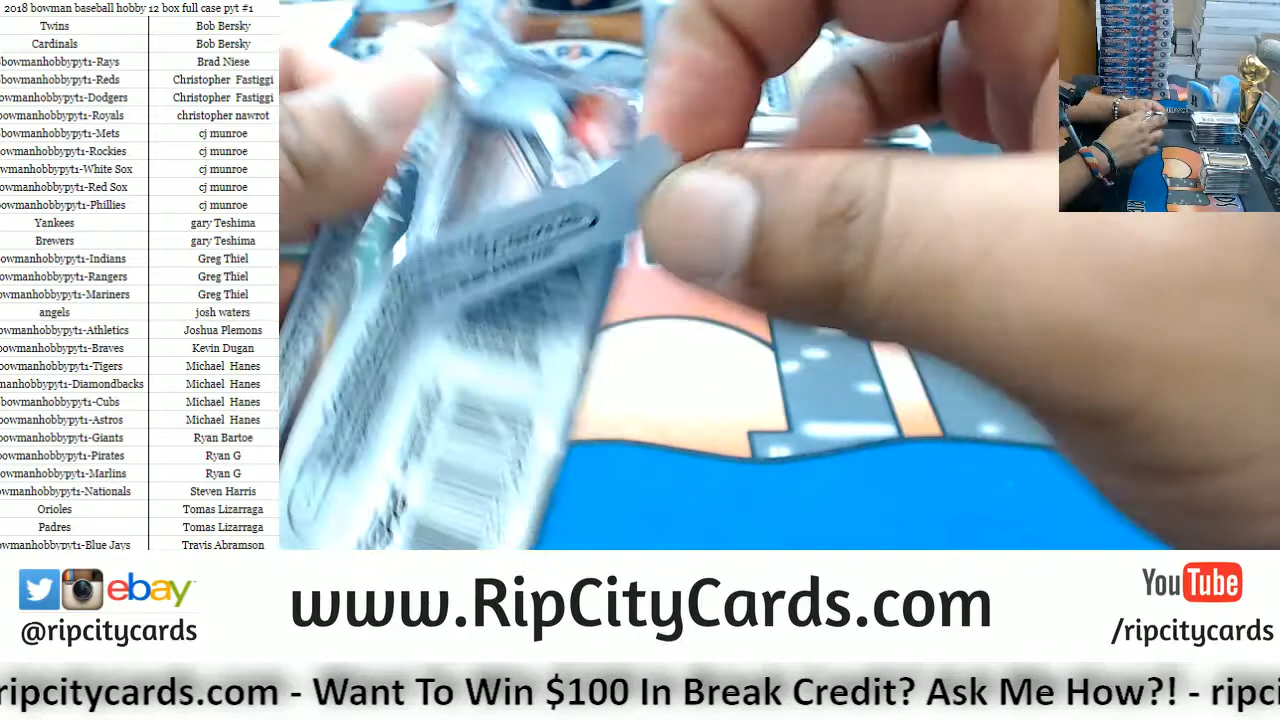 2018 bowman baseball hobby 12 box full case pyt #1
Twins Bob Bersky
Cardinals Bob Bersky
bowmanhobbypyt1-Rays Brad Niese
owmanhobbypyt1-Reds Christopher Fastiggi
owmanhobbypyt1-Dodgers Christopher Fastiggi
owmanhobbypyt1-Royals christopher nawrot
bowmanhobbypyt1-Mets cj munroe
owmanhobbypyt1-Rockies cj munroe
wmanhobbypyt1-White Sox cj munroe
wmanhobbypyt1-Red Sox cj munroe
owmanhobbypyt1-Phillies cj munroe
Yankees gary Teshima
Brewers gary Teshima
owmanhobbypyt1-Indians Greg Thiel
owmanhobbypyt1-Rangers Greg Thiel
owmanhobbypyt1-Mariners Greg Thiel
angels josh waters
owmanhobbypyt1-Athletics Joshua Plemons
bowmanhobbypyt1-Braves Kevin Dugan
owmanhobbypyt1-Tigers Michael Hanes
manhobbypyt1-Diamondbacks Michael Hanes
bowmanhobbypyt1-Cubs Michael Hanes
owmanhobbypyt1-Astros Michael Hanes
owmanhobbypyt1-Giants Ryan Bartoe
owmanhobbypyt1-Pirates Ryan G
owmanhobbypyt1-Marlins Ryan G
wmanhobbypyt1-Nationals Steven Harris
Orioles Tomas Lizarraga
Padres Tomas Lizarraga
owmanhobbypyt1-Blue Jays Travis Abramson
ebay
@ripcitycards
www.RipCityCards.com
YouTube
/ripcitycards
ripcitycards.com - Want To Win $100 In Break Credit? Ask Me How?! - ripci